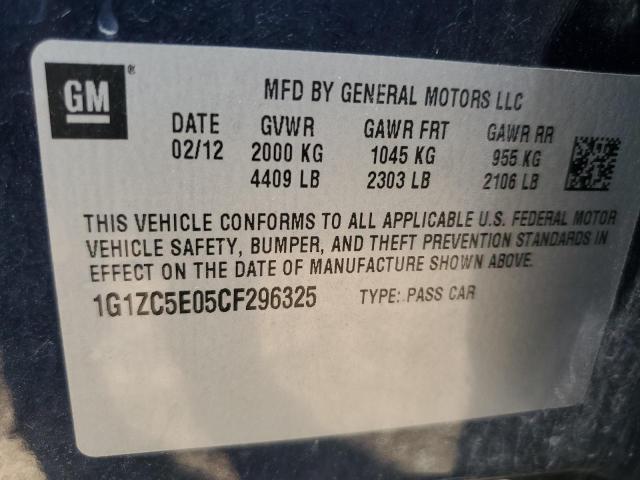 GM ®
MFD BY GENERAL MOTORS LLC
DATE GVWR GAWR FRT GAWR RR
02/12 2000 KG 1045 KG 955 KG
4409 LB 2303 LB 2106 LB
THIS VEHICLE CONFORMS TO ALL APPLICABLE U.S. FEDERAL MOTOR
VEHICLE SAFETY, BUMPER, AND THEFT PREVENTION STANDARDS IN
EFFECT ON THE DATE OF MANUFACTURE SHOWN ABOVE.
1G1ZC5E05CF296325 TYPE: PASS CAR